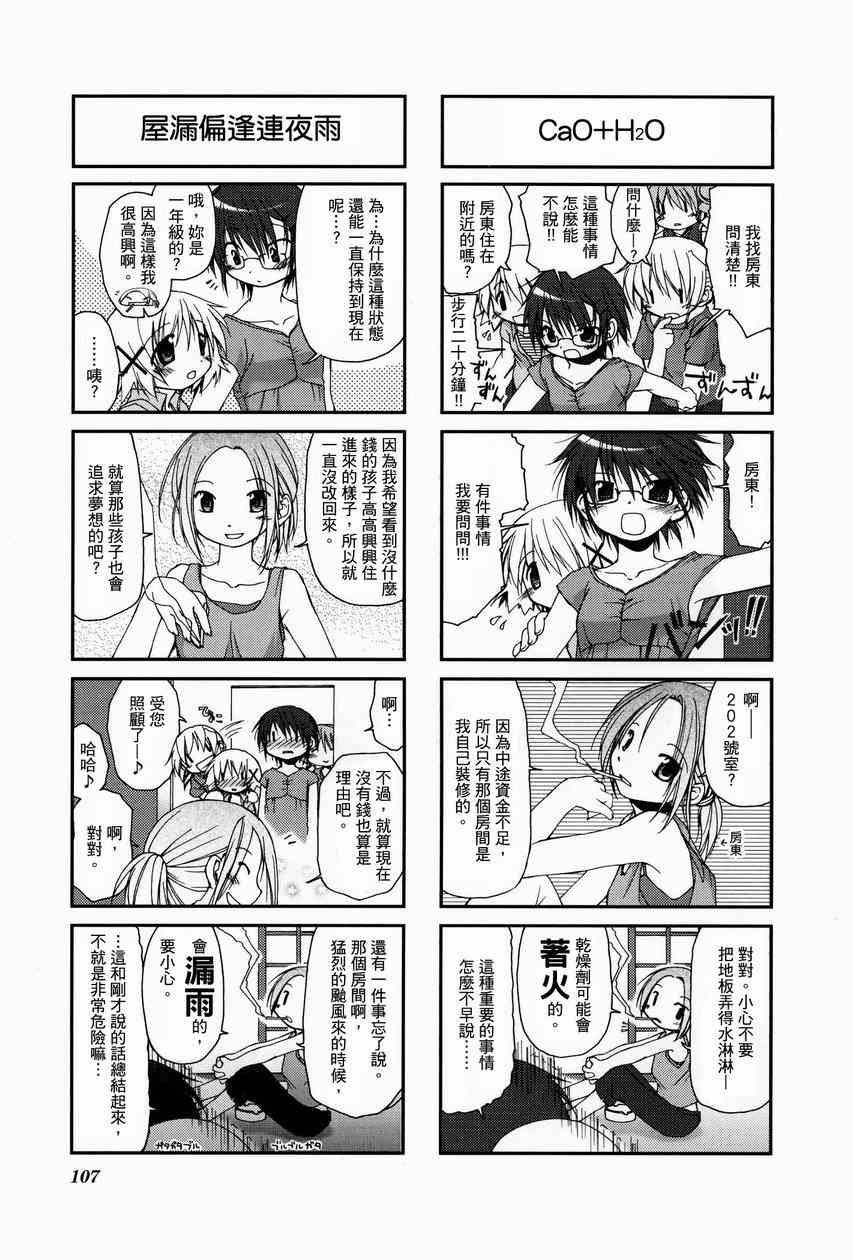 CaO+H₂O
我找房東
問清楚!!
問什麼—?
這種事情
怎麼能
不說!!
房東住在
附近的嗎?
步行二十分鐘!!
ずんずん
ずんずん
房東!
有件事情
我要問問!!!
バンッ!!
啊——
202號室?
←房東
因為中途資金不足,
所以只有那個房間是
我自己裝修的。
對對。小心不要
把地板弄得水淋淋—
乾燥劑可能會
著火的。
這種重要的事情
怎麼不早說……
屋漏偏逢連夜雨
為…為什麼這種狀態
還能一直保持到現在
呢…?
哦,妳是
一年級的?
因為這樣我
很高興啊。
……咦?
因為我希望看到沒什麼
錢的孩子高高興興住
進來的樣子,所以就
一直沒改回來。
就算那些孩子也會
追求夢想的吧?
啊…
不過,就算現在
沒有錢也算是
理由吧。
でもこ
受您
照顧了—♪
哈哈♪
啊,
對對。
還有一件事忘了說。
那個房間啊,
猛烈的颱風來的時候,
會漏雨的,
要小心。
…這和剛才說的話總結起來,
不就是非常危險嘛…
ブルブルガタ
ガタガタブル
107